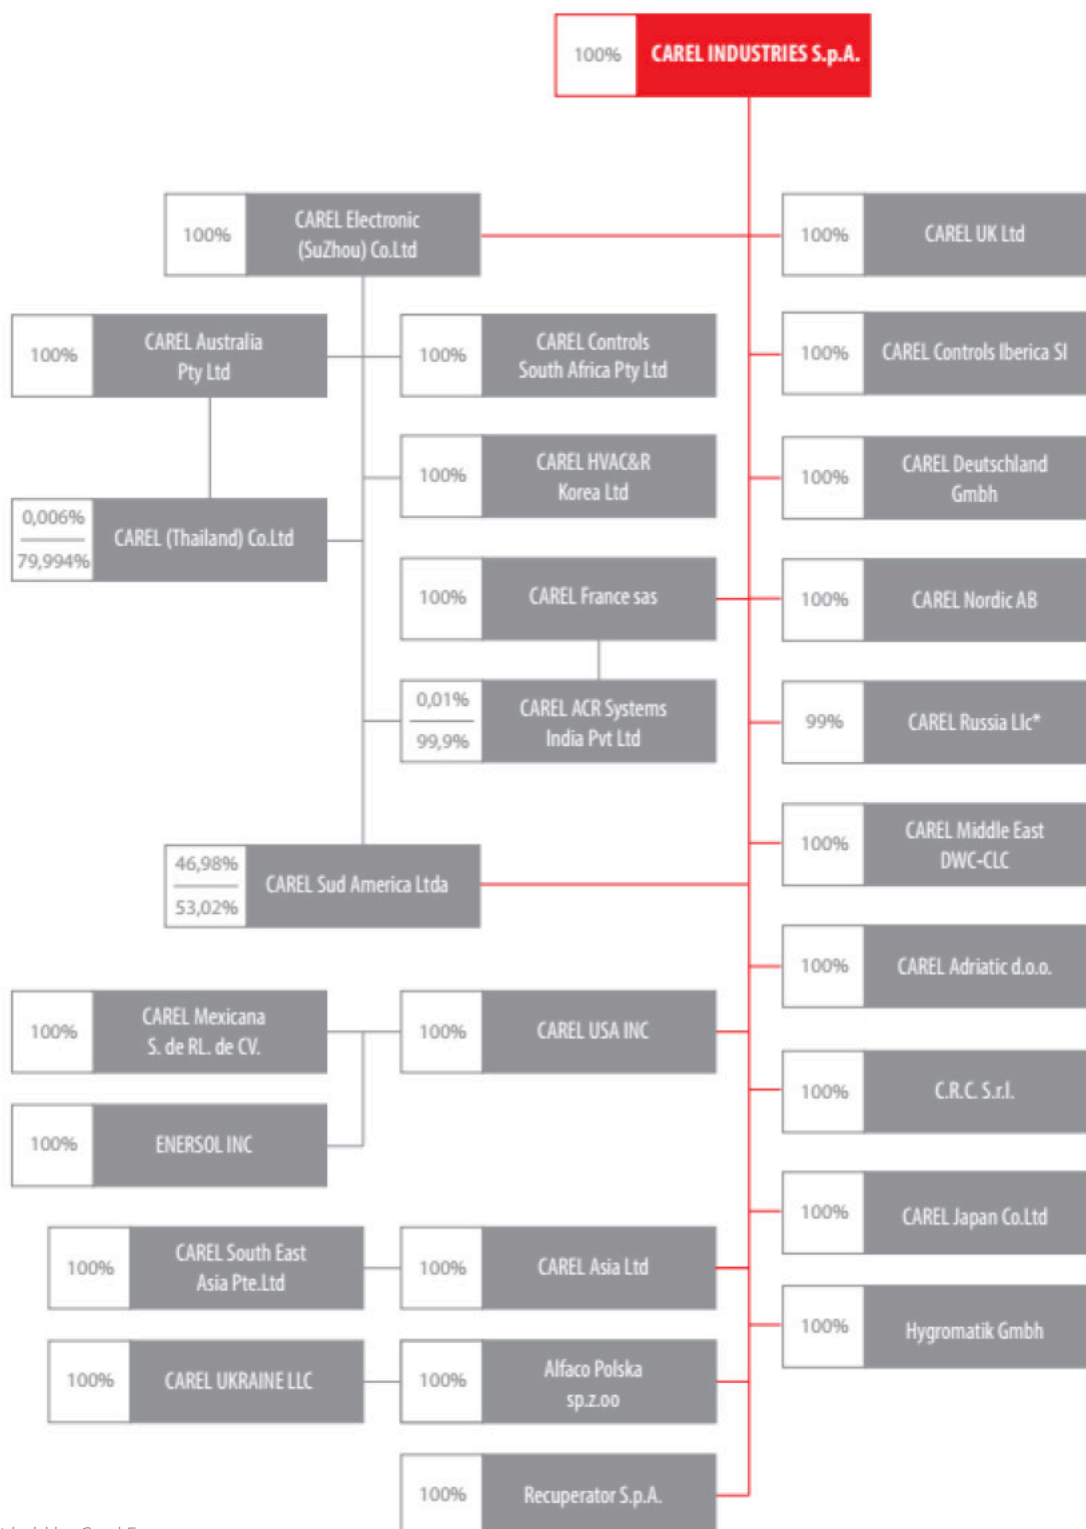 100%
CAREL INDUSTRIES S.p.A.
100%
CAREL Electronic
(SuZhou) Co.Ltd
100%
CAREL UK Ltd
100%
CAREL Australia
Pty Ltd
100%
CAREL Controls
South Africa Pty Ltd
100%
CAREL Controls Iberica Sl
100%
CAREL HVAC&R
Korea Ltd
100%
CAREL Deutschland
Gmbh
0,006%
79,994%
CAREL (Thailand) Co.Ltd
100%
CAREL France sas
100%
CAREL Nordic AB
0,01%
99,9%
CAREL ACR Systems
India Pvt Ltd
99%
CAREL Russia Llc*
100%
CAREL Middle East
DWC-CLC
46,98%
53,02%
CAREL Sud America Ltda
100%
CAREL Adriatic d.o.o.
100%
CAREL Mexicana
S. de RL. de CV.
100%
CAREL USA INC
100%
C.R.C. S.r.l.
100%
ENERSOL INC
100%
CAREL Japan Co.Ltd
100%
CAREL South East
Asia Pte.Ltd
100%
CAREL Asia Ltd
100%
Hygromatik Gmbh
100%
CAREL UKRAINE LLC
100%
Alfaco Polska
sp.z.oo
100%
Recuperator S.p.A.